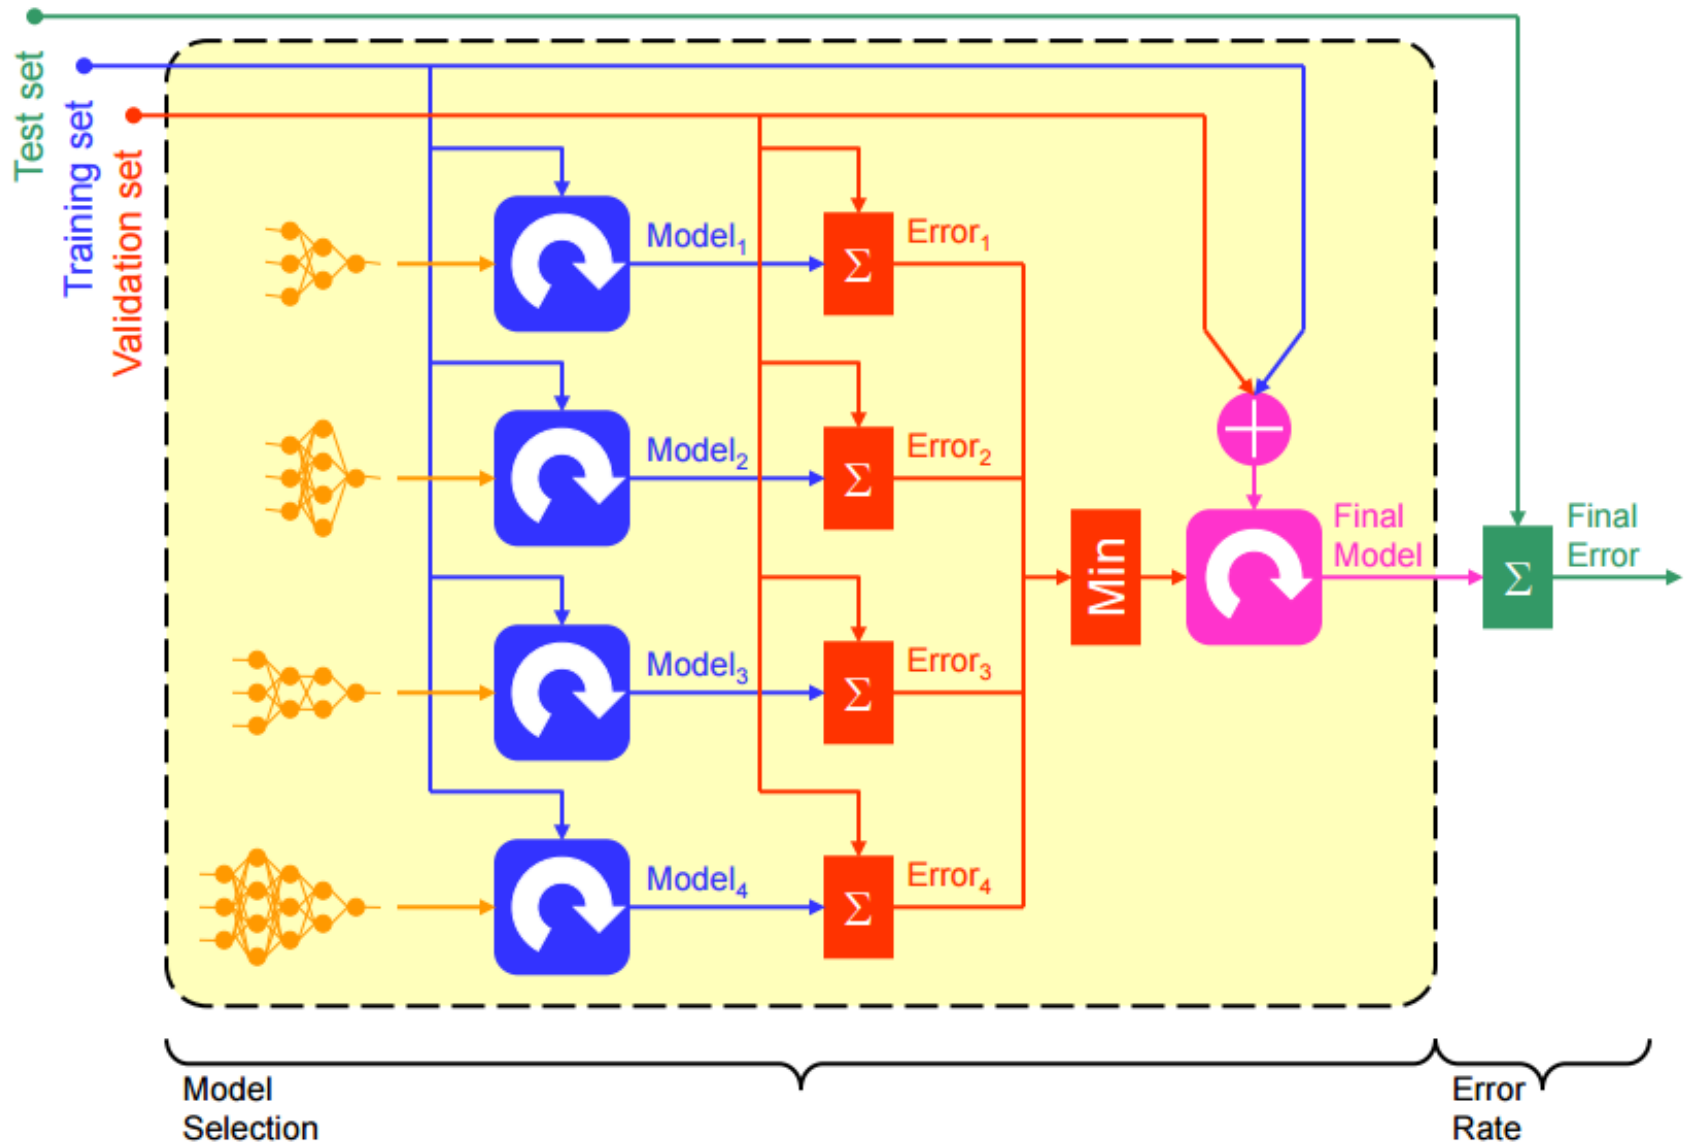 Test set
Training set
Validation set
Model₁
Σ
Error₁
Model₂
Σ
Error₂
Min
Final
Model
Σ
Final
Error
Model₃
Σ
Error₃
Model₄
Σ
Error₄
Model
Selection
Error
Rate